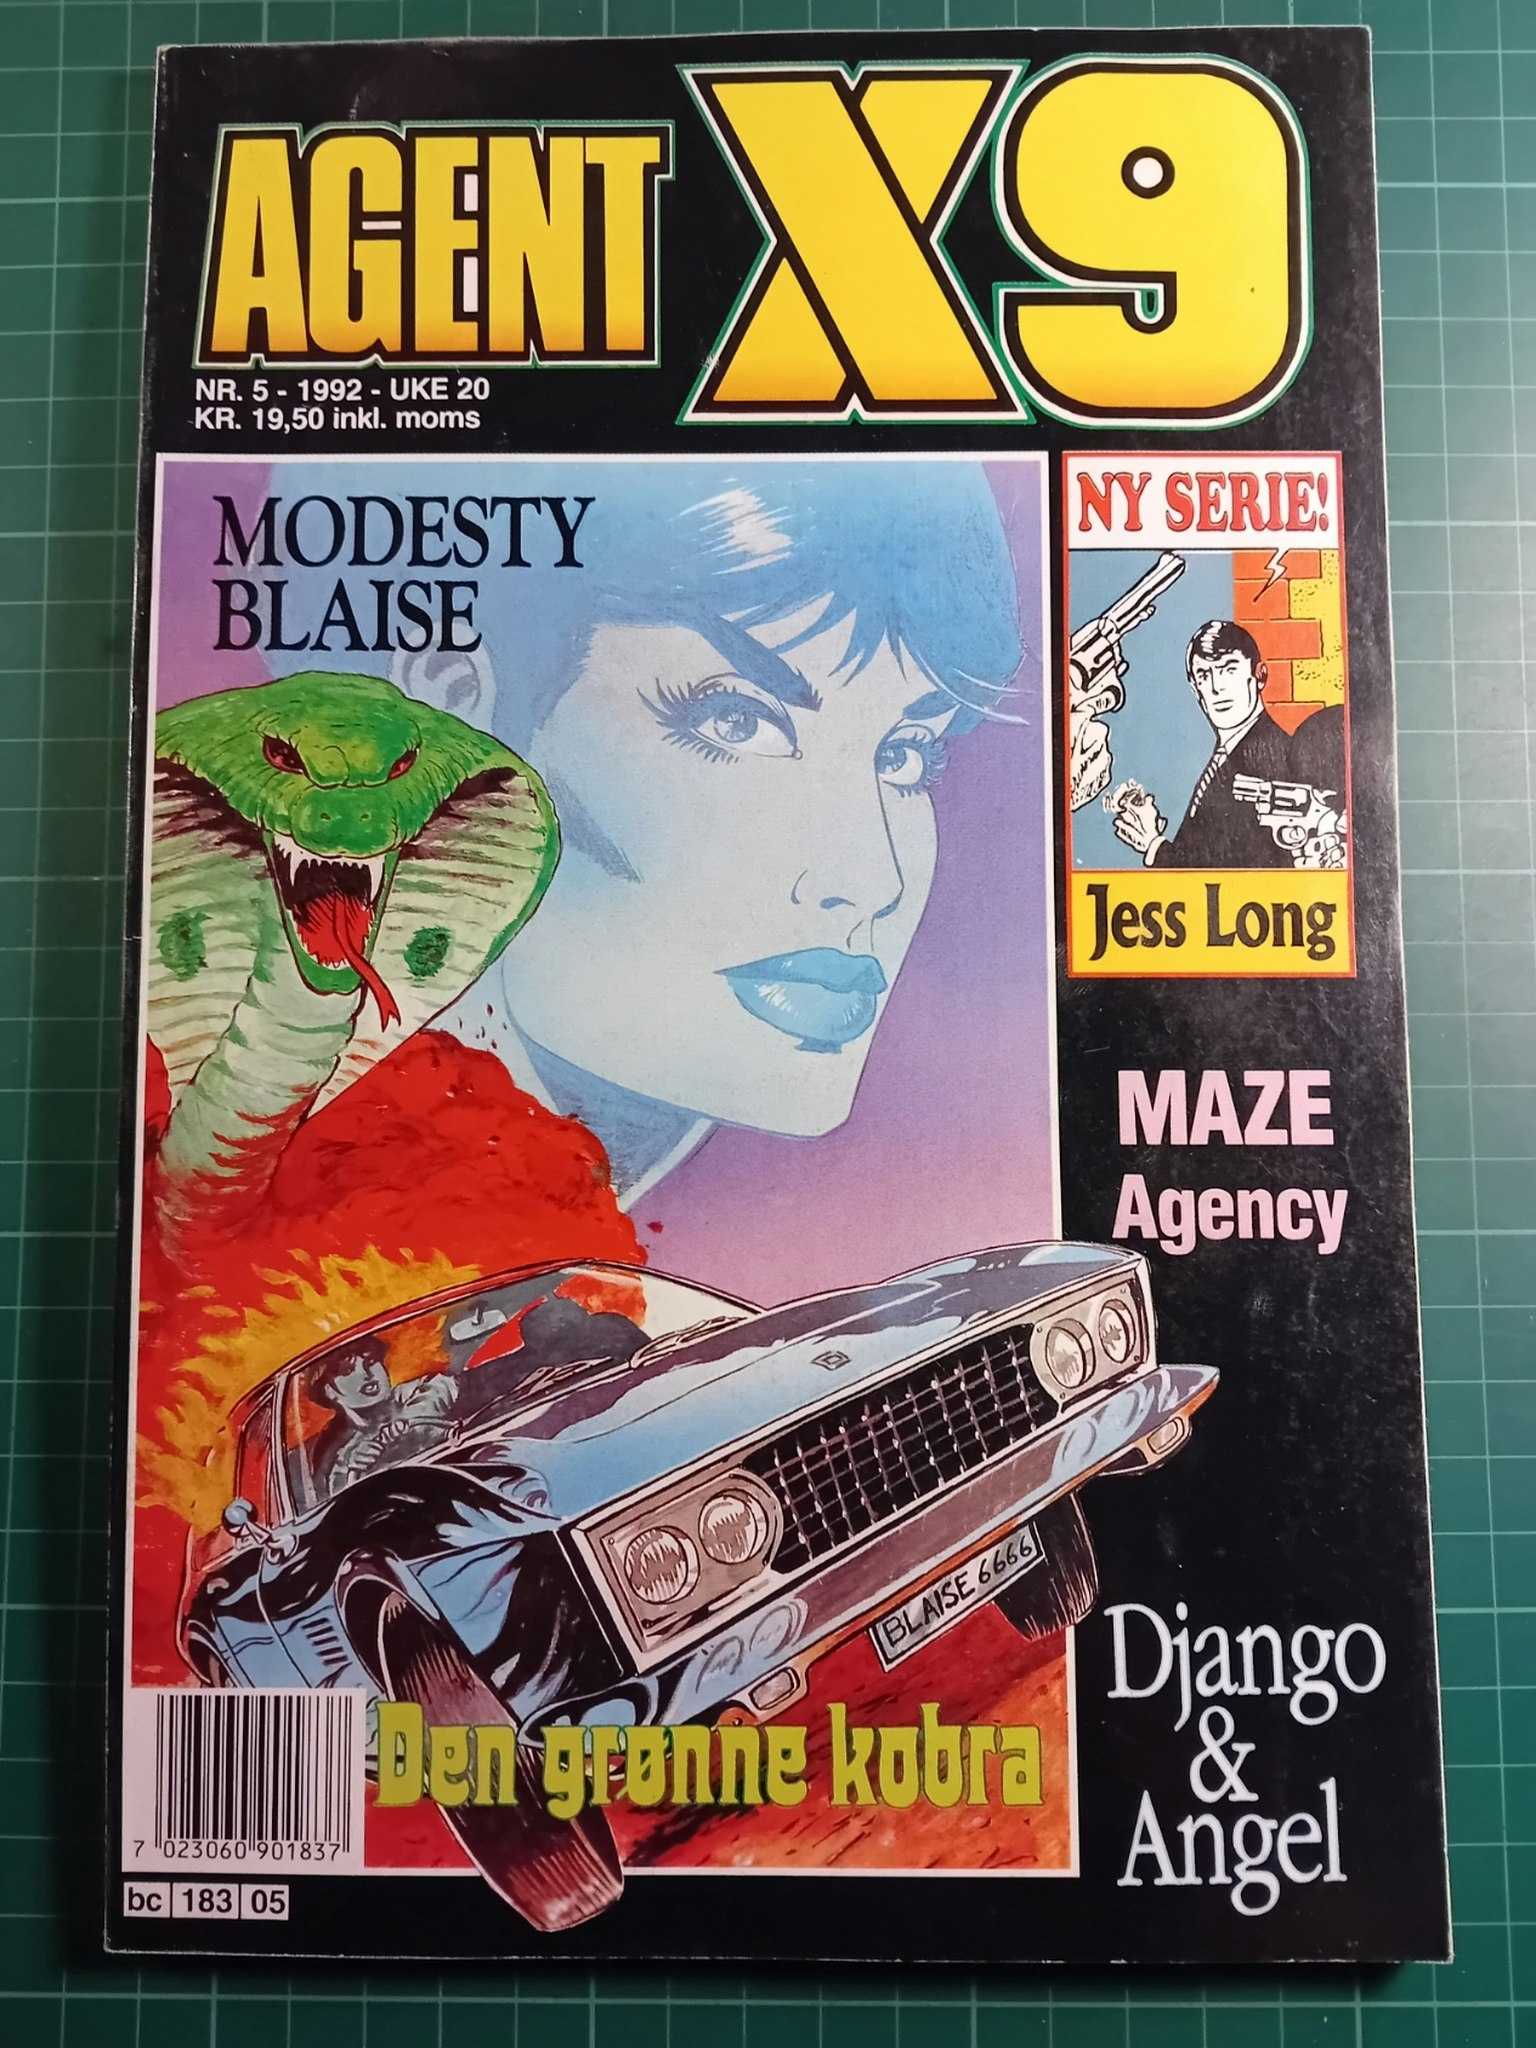 AGENT X9
NR. 5 - 1992 - UKE 20
KR. 19,50 inkl. moms
MODESTY
BLAISE
NY SERIE!
Jess Long
MAZE
Agency
BLAISE 6666
Den grønne kobra
Django
&
Angel
7 023060 901837
bc 183 05